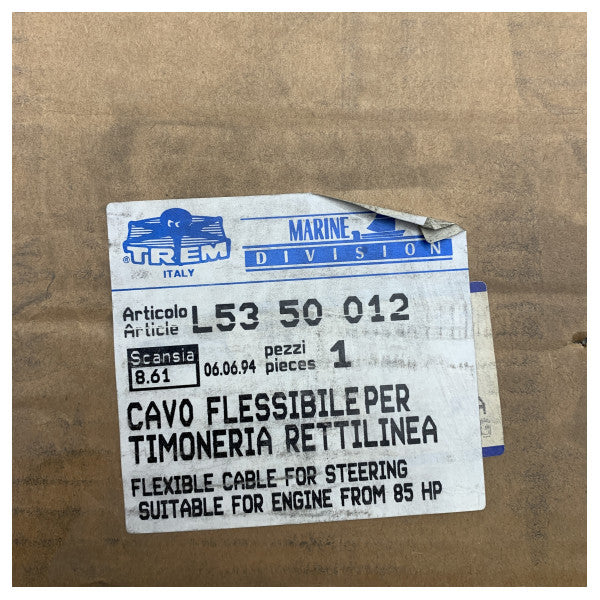 ® TREM
ITALY
MARINE
DIVISION
Articolo
Article L53 50 012
Scansia
8.61
06.06.94
pezzi
pieces 1
CAVO FLESSIBILE PER
TIMONERIA RETTILINEA
FLEXIBLE CABLE FOR STEERING
SUITABLE FOR ENGINE FROM 85 HP